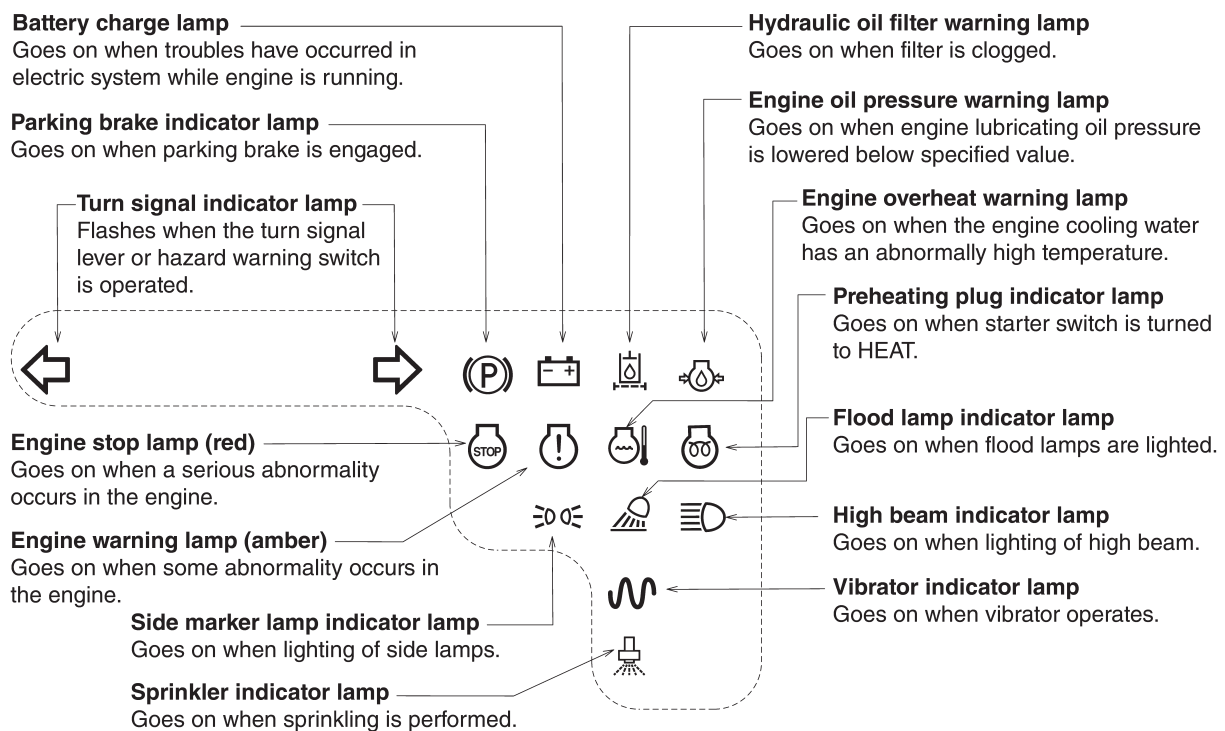 Battery charge lamp
Goes on when troubles have occurred in
electric system while engine is running.
Parking brake indicator lamp
Goes on when parking brake is engaged.
Turn signal indicator lamp
Flashes when the turn signal
lever or hazard warning switch
is operated.
Hydraulic oil filter warning lamp
Goes on when filter is clogged.
Engine oil pressure warning lamp
Goes on when engine lubricating oil pressure
is lowered below specified value.
Engine overheat warning lamp
Goes on when the engine cooling water
has an abnormally high temperature.
Preheating plug indicator lamp
Goes on when starter switch is turned
to HEAT.
P
- +
STOP
!
Engine stop lamp (red)
Goes on when a serious abnormality
occurs in the engine.
Engine warning lamp (amber)
Goes on when some abnormality occurs in
the engine.
Side marker lamp indicator lamp
Goes on when lighting of side lamps.
Sprinkler indicator lamp
Goes on when sprinkling is performed.
Flood lamp indicator lamp
Goes on when flood lamps are lighted.
High beam indicator lamp
Goes on when lighting of high beam.
Vibrator indicator lamp
Goes on when vibrator operates.